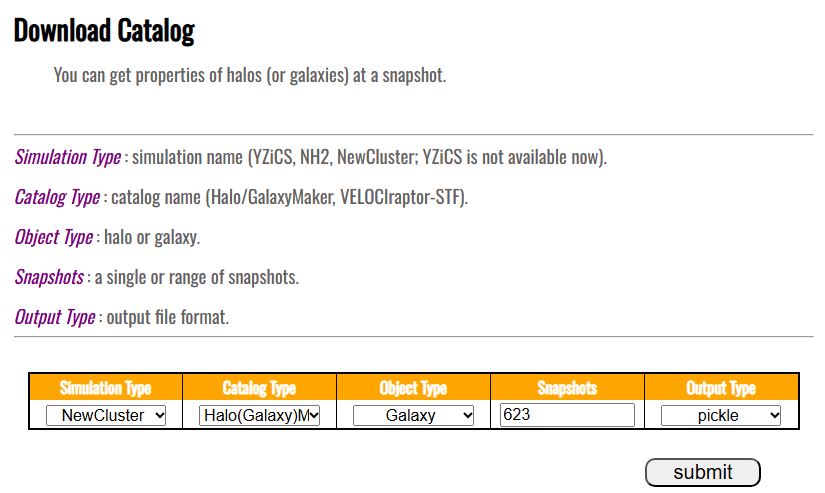 Download Catalog
You can get properties of halos (or galaxies) at a snapshot.
Simulation Type : simulation name (YZiCS, NH2, NewCluster; YZiCS is not available now).
Catalog Type : catalog name (Halo/GalaxyMaker, VELOCIraptor-STF).
Object Type : halo or galaxy.
Snapshots : a single or range of snapshots.
Output Type : output file format.
Simulation Type Catalog Type Object Type Snapshots Output Type
NewCluster Halo(Galaxy)M Galaxy 623 pickle
submit